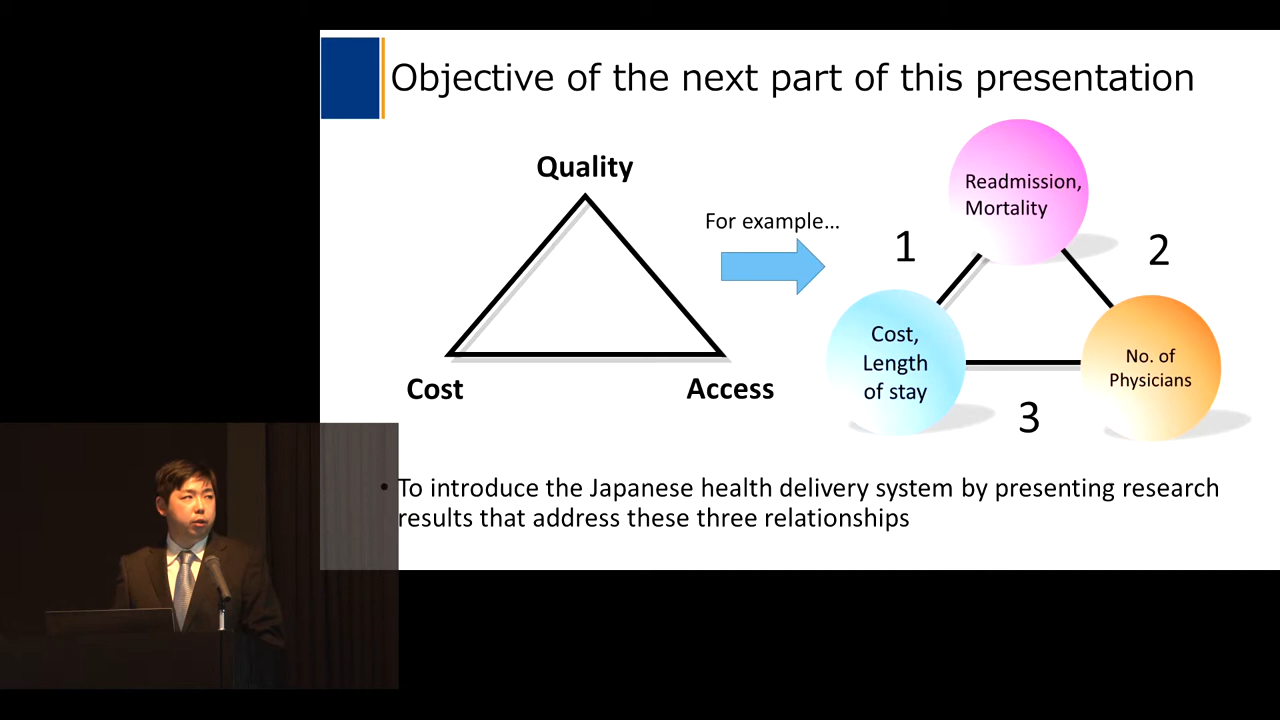 Objective of the next part of this presentation
Quality
Cost
Access
For example...
Readmission,
Mortality
1
2
Cost,
Length
of stay
No. of
Physicians
3
• To introduce the Japanese health delivery system by presenting research
results that address these three relationships